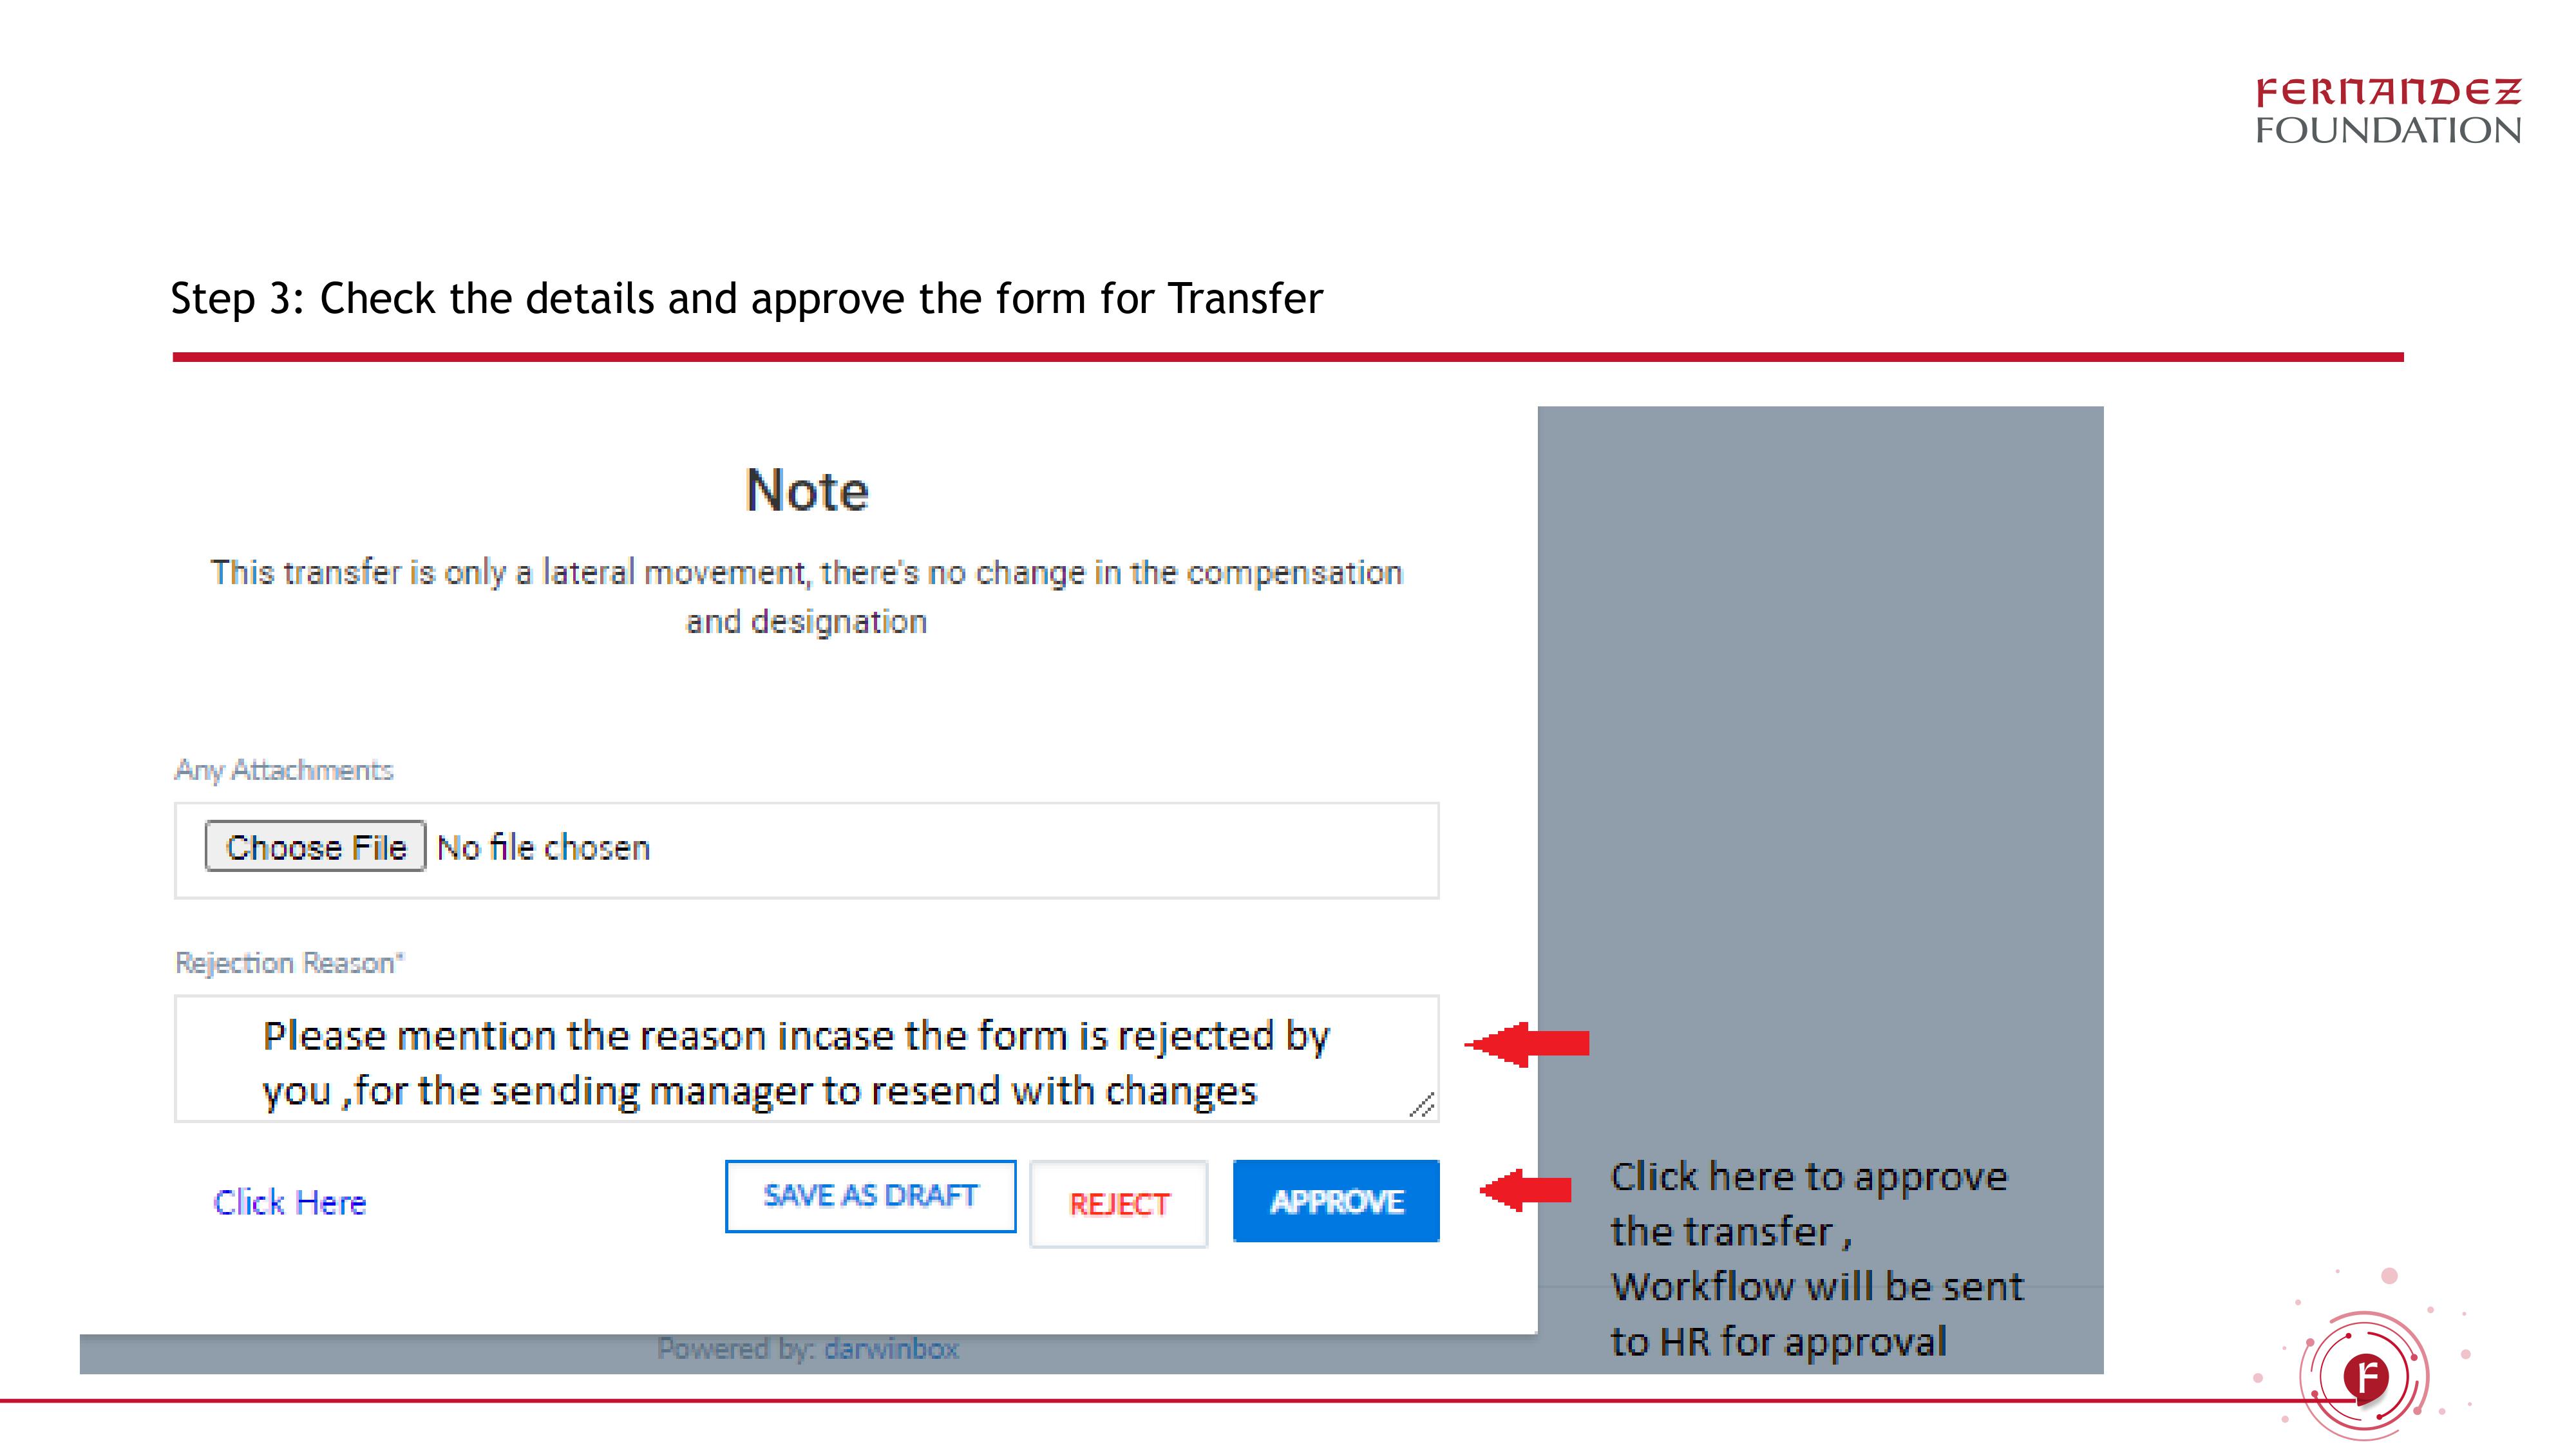 FERNANDEZ
FOUNDATION
Step 3: Check the details and approve the form for Transfer
Note
This transfer is only a lateral movement, there's no change in the compensation
and designation
Any Attachments
Choose File No file chosen
Rejection Reason*
Please mention the reason incase the form is rejected by
you ,for the sending manager to resend with changes
Click Here
SAVE AS DRAFT
REJECT
APPROVE
Click here to approve
the transfer ,
Workflow will be sent
to HR for approval
Powered by: darwinbox
F